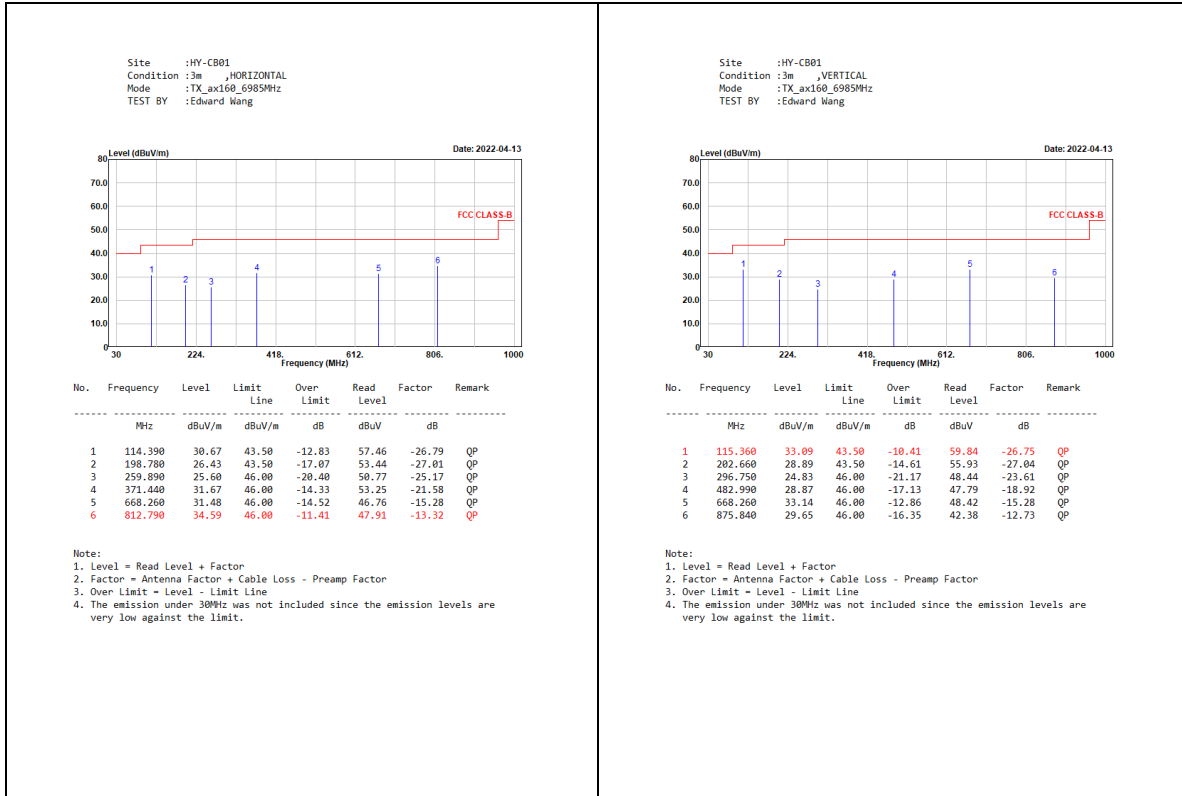 Site      :HY-CB01
Condition :3m    ,HORIZONTAL
Mode      :TX_ax160_6985MHz
TEST BY   :Edward Wang
Level (dBuV/m)
Date: 2022-04-13
80
70.0
60.0
FCC CLASS-B
50.0
40.0
30.0
20.0
10.0
0
1 2 3 4 5 6
30 224. 418. 612. 806. 1000
Frequency (MHz)
No. Frequency Level Limit Over Read Factor Remark
Line Limit Level
------ ----------- -------- --------- --------- -------- -------- ---------
MHz dBuV/m dBuV/m dB dBuV dB
1 114.390 30.67 43.50 -12.83 57.46 -26.79 QP
2 198.780 26.43 43.50 -17.07 53.44 -27.01 QP
3 259.890 25.60 46.00 -20.40 50.77 -25.17 QP
4 371.440 31.67 46.00 -14.33 53.25 -21.58 QP
5 668.260 31.48 46.00 -14.52 46.76 -15.28 QP
6 812.790 34.59 46.00 -11.41 47.91 -13.32 QP
Note:
1. Level = Read Level + Factor
2. Factor = Antenna Factor + Cable Loss - Preamp Factor
3. Over Limit = Level - Limit Line
4. The emission under 30MHz was not included since the emission levels are
very low against the limit.
Site      :HY-CB01
Condition :3m    ,VERTICAL
Mode      :TX_ax160_6985MHz
TEST BY   :Edward Wang
Level (dBuV/m)
Date: 2022-04-13
80
70.0
60.0
FCC CLASS-B
50.0
40.0
30.0
20.0
10.0
0
1 2 3 4 5 6
30 224. 418. 612. 806. 1000
Frequency (MHz)
No. Frequency Level Limit Over Read Factor Remark
Line Limit Level
------ ----------- -------- --------- --------- -------- -------- ---------
MHz dBuV/m dBuV/m dB dBuV dB
1 115.360 33.09 43.50 -10.41 59.84 -26.75 QP
2 202.660 28.89 43.50 -14.61 55.93 -27.04 QP
3 296.750 24.83 46.00 -21.17 48.44 -23.61 QP
4 482.990 28.87 46.00 -17.13 47.79 -18.92 QP
5 668.260 33.14 46.00 -12.86 48.42 -15.28 QP
6 875.840 29.65 46.00 -16.35 42.38 -12.73 QP
Note:
1. Level = Read Level + Factor
2. Factor = Antenna Factor + Cable Loss - Preamp Factor
3. Over Limit = Level - Limit Line
4. The emission under 30MHz was not included since the emission levels are
very low against the limit.